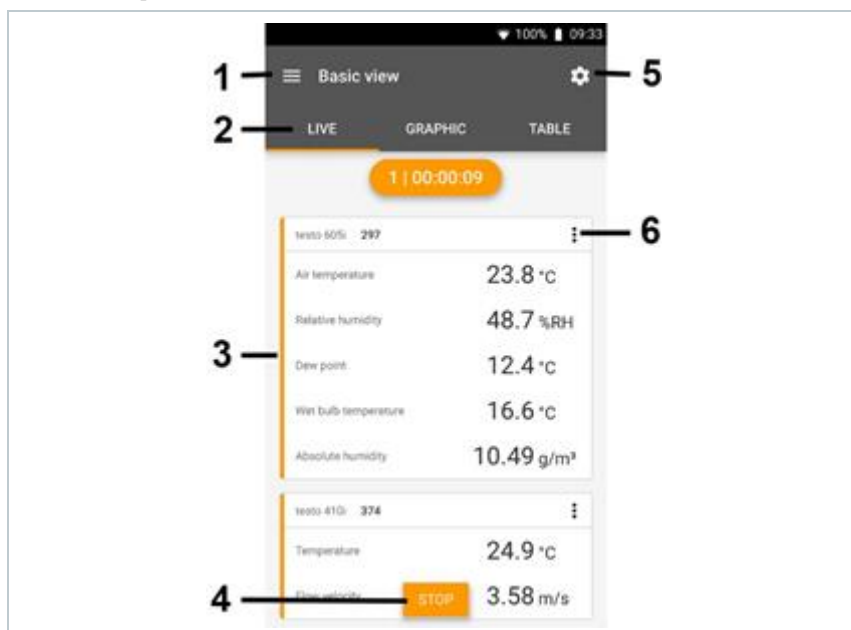 100% 09:33
1 Basic view 5
2 LIVE GRAPHIC TABLE
1 | 00:00:09
testo 605i 297 6
Air temperature 23.8 °C
Relative humidity 48.7 %RH
3
Dew point 12.4 °C
Wet bulb temperature 16.6 °C
Absolute humidity 10.49 g/m³
testo 410i 374
Temperature 24.9 °C
4 Flow velocity STOP 3.58 m/s